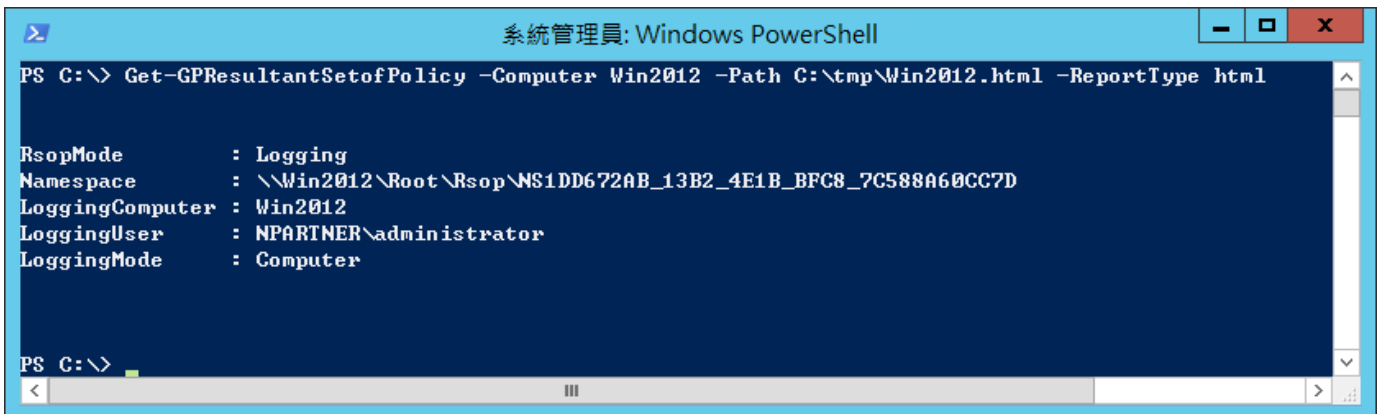 系統管理員: Windows PowerShell
PS C:\> Get-GPResultantSetofPolicy -Computer Win2012 -Path C:\tmp\Win2012.html -ReportType html
RsopMode : Logging
Namespace : \\Win2012\Root\Rsop\NS1DD672AB_13B2_4E1B_BFC8_7C588A60CC7D
LoggingComputer : Win2012
LoggingUser : NPARTNER\administrator
LoggingMode : Computer
PS C:\>